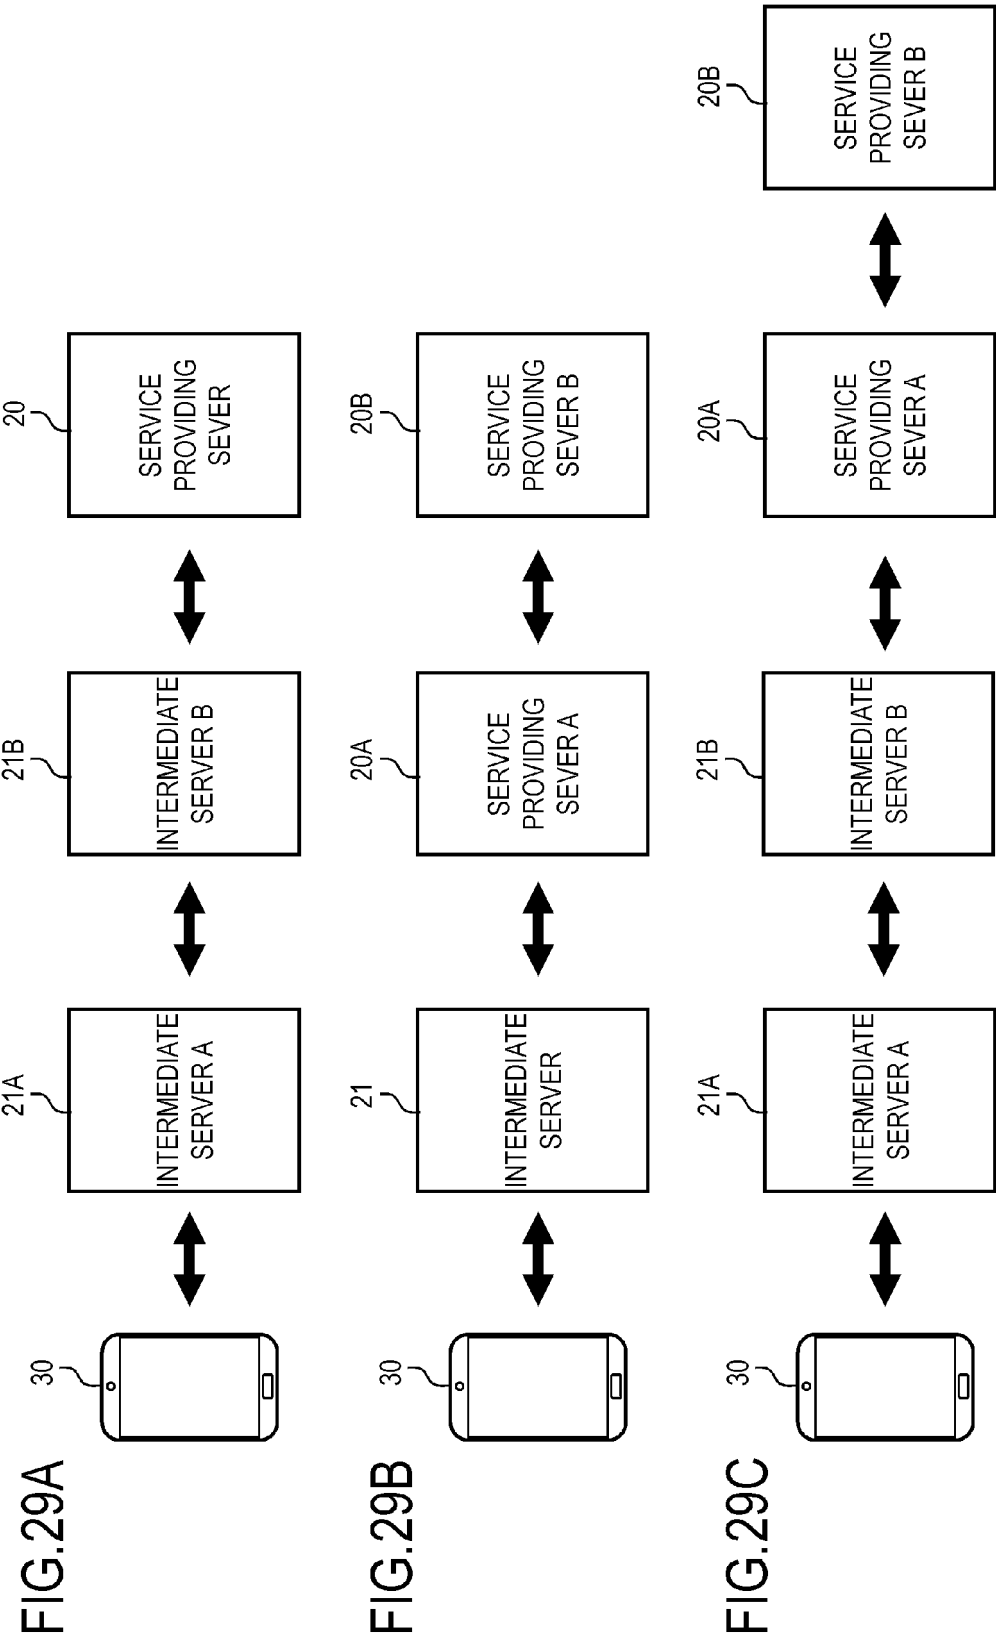 FIG.29A
30
21A
INTERMEDIATE
SERVER A
21B
INTERMEDIATE
SERVER B
20
SERVICE
PROVIDING
SEVER
FIG.29B
30
21
INTERMEDIATE
SERVER
20A
SERVICE
PROVIDING
SEVER A
20B
SERVICE
PROVIDING
SEVER B
FIG.29C
30
21A
INTERMEDIATE
SERVER A
21B
INTERMEDIATE
SERVER B
20A
SERVICE
PROVIDING
SEVER A
20B
SERVICE
PROVIDING
SEVER B